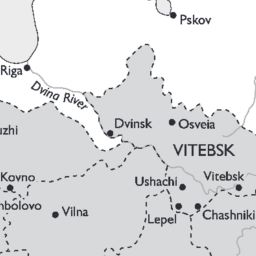 Pskov
Riga
Dvina River
Dvinsk
Osveia
uzhi
VITEBSK
Kovno
Ushachi
Vitebsk
nbolovo
Vilna
Lepel
Chashniki